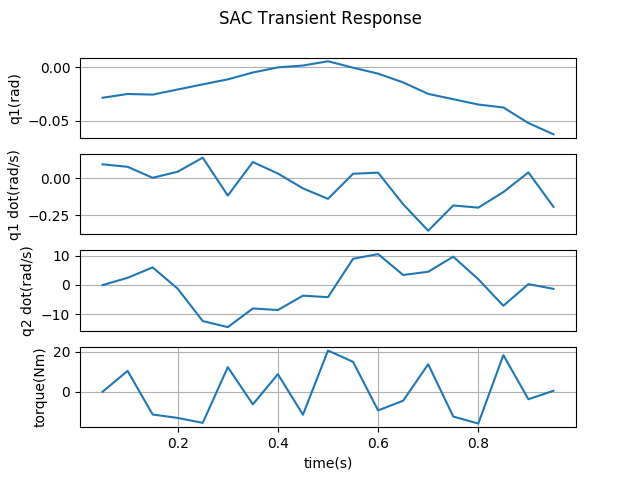 SAC Transient Response
q1(rad)
0.00
−0.05
q1 dot(rad/s)
0.00
−0.25
q2 dot(rad/s)
10
0
−10
torque(Nm)
20
0
0.2 0.4 0.6 0.8
time(s)